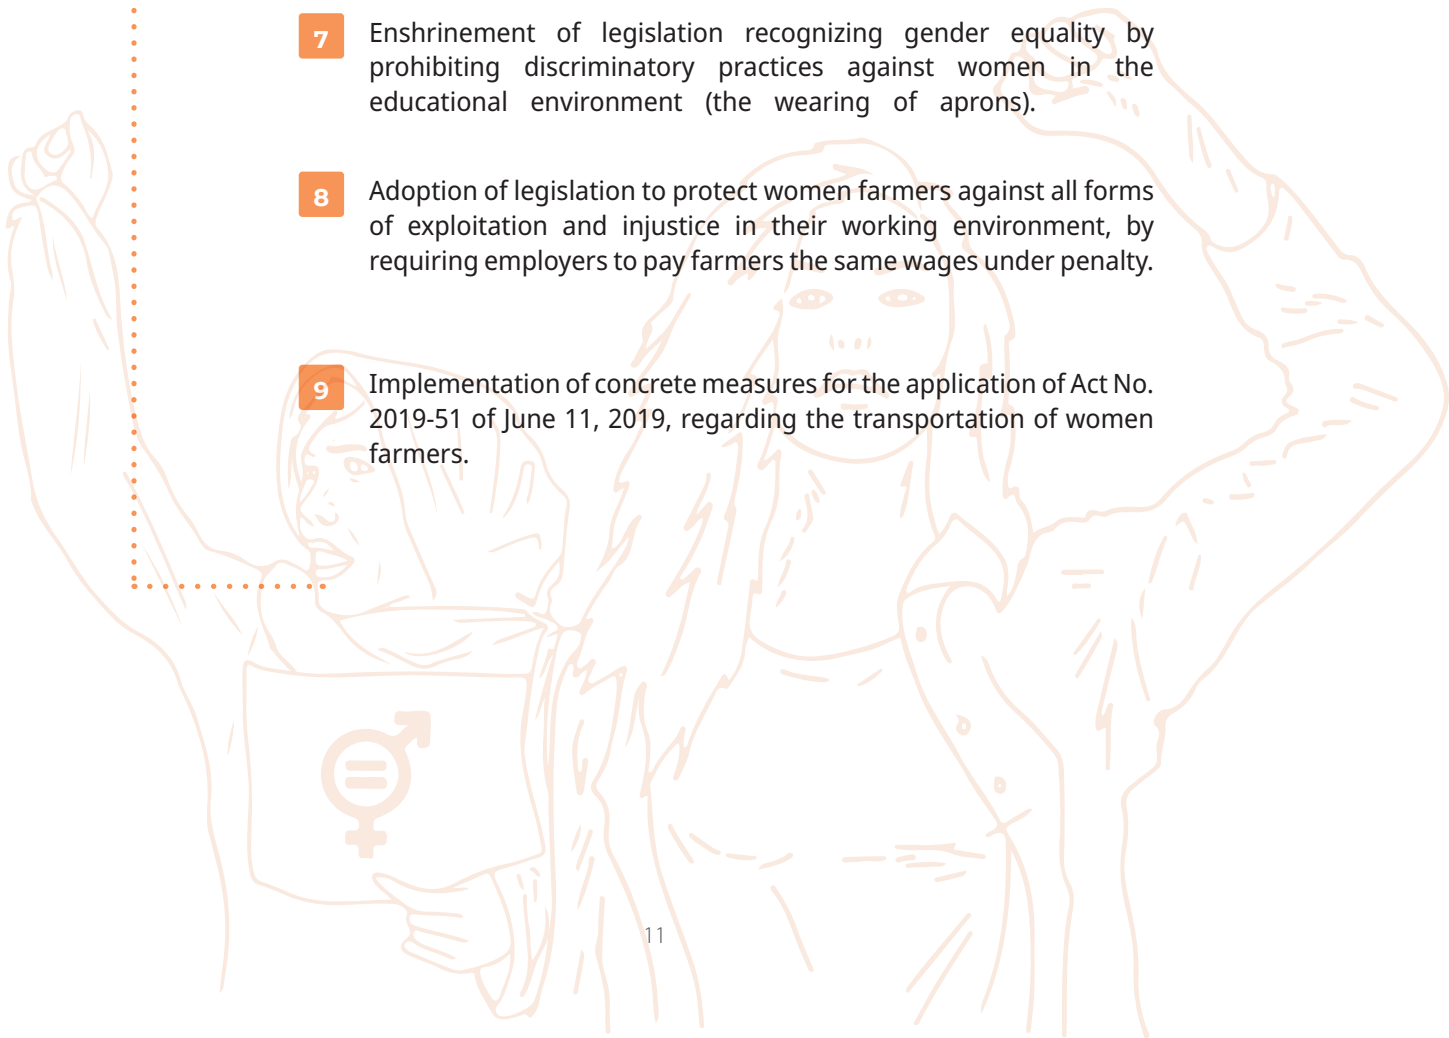 7 Enshrinement of legislation recognizing gender equality by
prohibiting discriminatory practices against women in the
educational environment (the wearing of aprons).
8 Adoption of legislation to protect women farmers against all forms
of exploitation and injustice in their working environment, by
requiring employers to pay farmers the same wages under penalty.
9 Implementation of concrete measures for the application of Act No.
2019-51 of June 11, 2019, regarding the transportation of women
farmers.
11